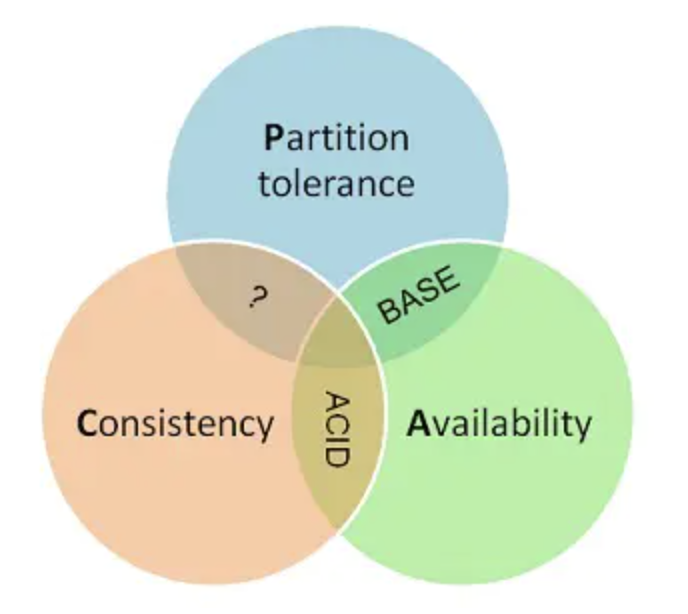 Partition
tolerance
?
BASE
Consistency
ACID
Availability